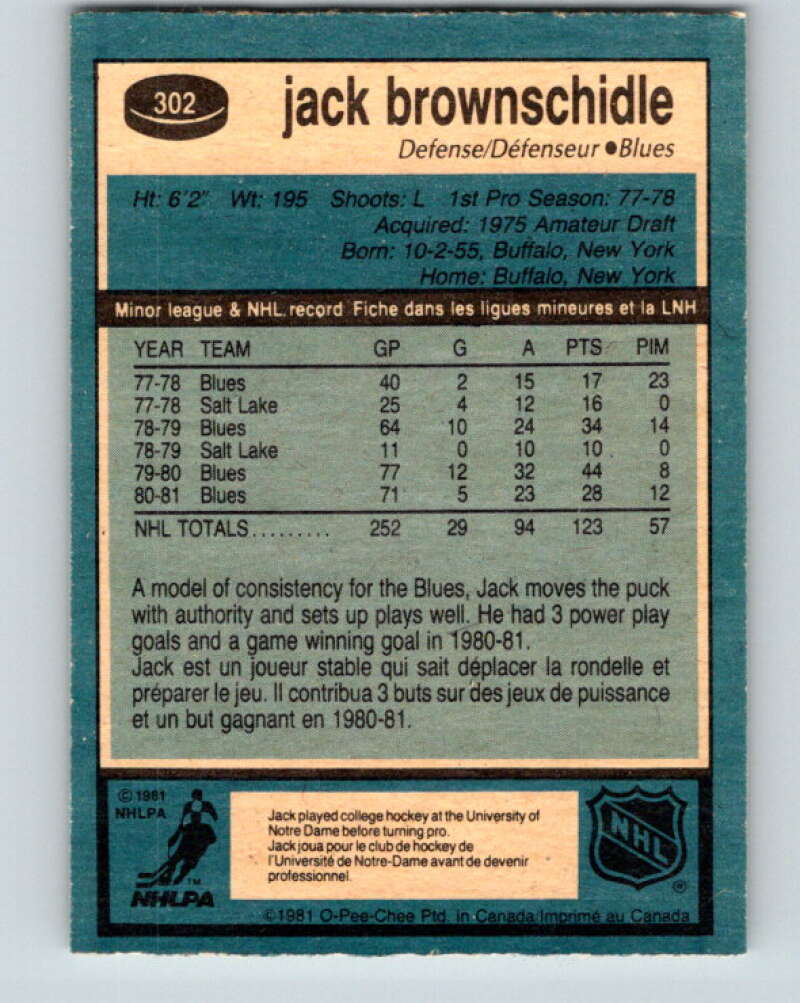 302
jack brownschidle
Defense/Défenseur ●Blues
Ht: 6'2" Wt: 195 Shoots: L 1st Pro Season: 77-78
Acquired: 1975 Amateur Draft
Born: 10-2-55, Buffalo, New York
Home: Buffalo, New York
Minor league & NHL record Fiche dans les ligues mineures et la LNH
YEAR TEAM GP G A PTS PIM
77-78 Blues 40 2 15 17 23
77-78 Salt Lake 25 4 12 16 0
78-79 Blues 64 10 24 34 14
78-79 Salt Lake 11 0 10 10 0
79-80 Blues 77 12 32 44 8
80-81 Blues 71 5 23 28 12
NHL TOTALS......... 252 29 94 123 57
A model of consistency for the Blues, Jack moves the puck
with authority and sets up plays well. He had 3 power play
goals and a game winning goal in 1980-81.
Jack est un joueur stable qui sait déplacer la rondelle et
préparer le jeu. Il contribua 3 buts sur des jeux de puissance
et un but gagnant en 1980-81.
© 1981
NHLPA
TM
NHLPA
Jack played college hockey at the University of
Notre Dame before turning pro.
Jack joua pour le club de hockey de
l'Université de Notre-Dame avant de devenir
professionnel.
NHL
®
©1981 O-Pee-Chee Ptd. in Canada/Imprimé au Canada